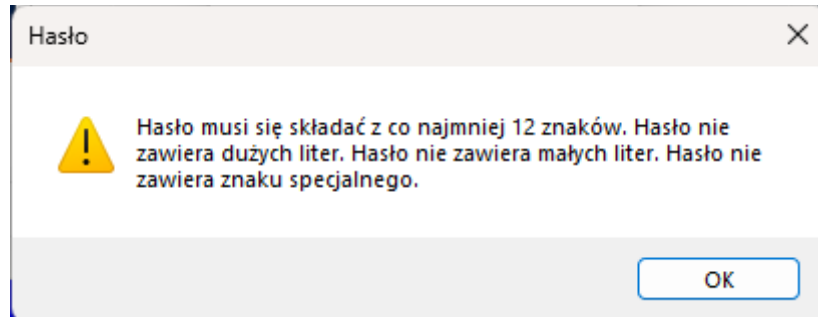 Hasło
Hasło musi się składać z co najmniej 12 znaków. Hasło nie
zawiera dużych liter. Hasło nie zawiera małych liter. Hasło nie
zawiera znaku specjalnego.
OK